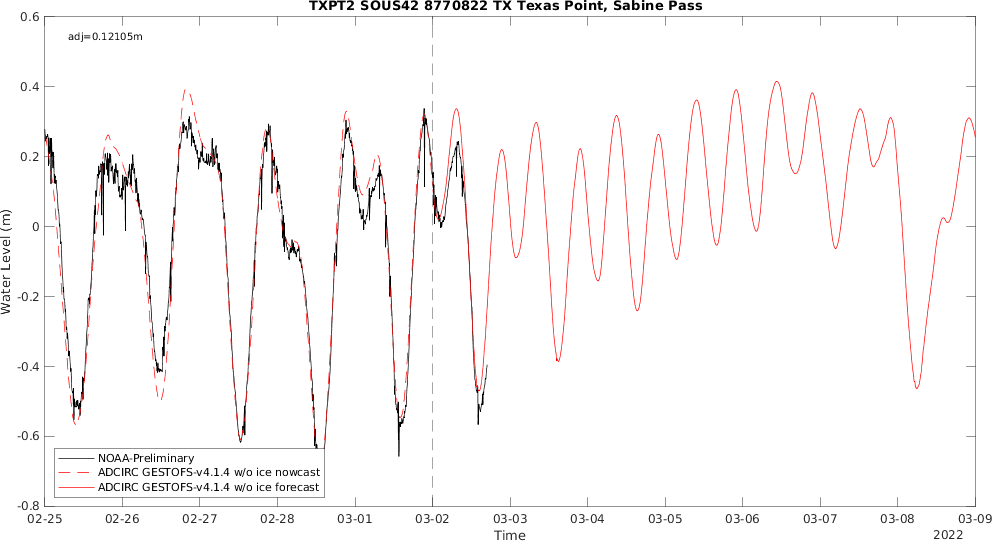 TXPT2 SOUS42 8770822 TX Texas Point, Sabine Pass
adj=0.12105m
0.6
0.4
0.2
0
-0.2
-0.4
-0.6
-0.8
Water Level (m)
NOAA-Preliminary
ADCIRC GESTOFS-v4.1.4 w/o ice nowcast
ADCIRC GESTOFS-v4.1.4 w/o ice forecast
02-25 02-26 02-27 02-28 03-01 03-02 03-03 03-04 03-05 03-06 03-07 03-08 03-09
Time
2022